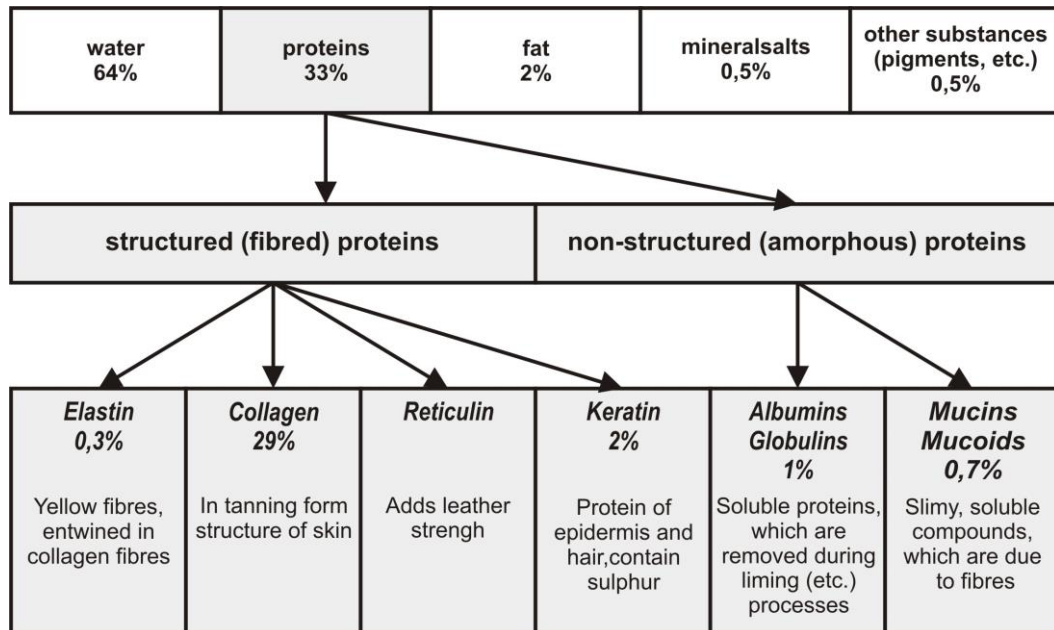 water
64%
proteins
33%
fat
2%
mineralsalts
0,5%
other substances
(pigments, etc.)
0,5%
structured (fibred) proteins
non-structured (amorphous) proteins
Elastin
0,3%
Yellow fibres,
entwined in
collagen fibres
Collagen
29%
In tanning form
structure of skin
Reticulin
Adds leather
strengh
Keratin
2%
Protein of
epidermis and
hair,contain
sulphur
Albumins
Globulins
1%
Soluble proteins,
which are
removed during
liming (etc.)
processes
Mucins
Mucoids
0,7%
Slimy, soluble
compounds,
which are due
to fibres